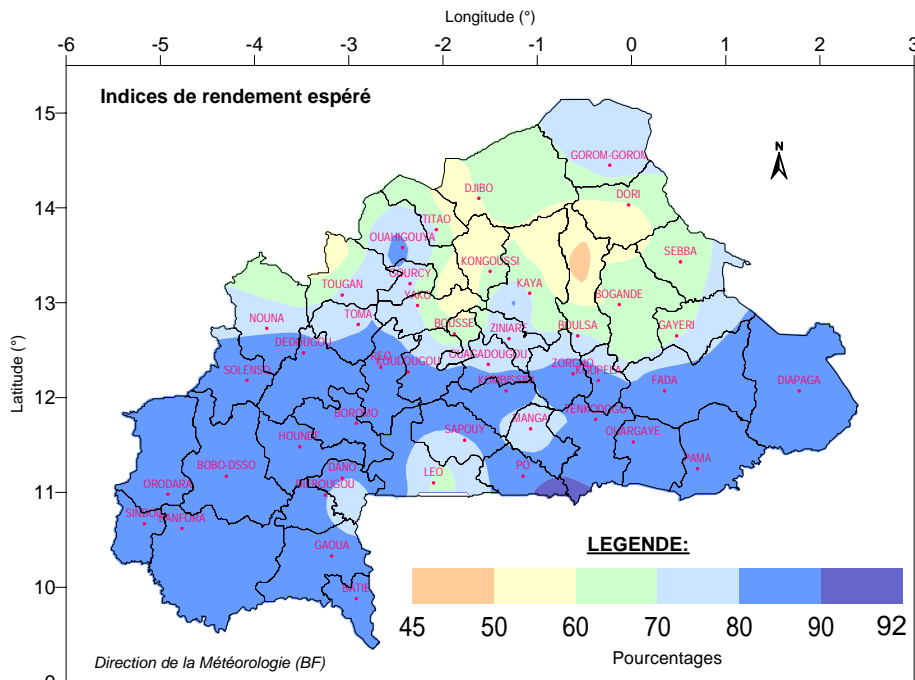 Longitude (°)
-6 -5 -4 -3 -2 -1 0 1 2 3
Indices de rendement espéré
15
N
GOROM-GOROM
DJIBO
DORI
14
TITAO
OUAHIGOUYA
SEBBA
KONGOUSSI
GOURCY
TOUGAN
KAYA
BOGANDE
13
YAKO
TOMA
NOUNA
BOUSSE
ZINIARE
BOULSA
GAYERI
DEDOUGOU
REO
KOUDOUGOU
OUAGADOUGOU
ZORGHO
KOUPELA
SOLENSO
KOMBISSIRI
FADA
DIAPAGA
Latitude (°)
12
BOROMO
MANGA
TENKODOGO
HOUNDE
SAPOUY
OUARGAYE
BOBO-DSSO
DANO
LEO
PO
PAMA
11
ORODARA
DIEBOUGOU
SINDOU
BANFORA
GAOUA
LEGENDE:
10
BATIE
45 50 60 70 80 90 92
Pourcentages
Direction de la Météorologie (BF)
9